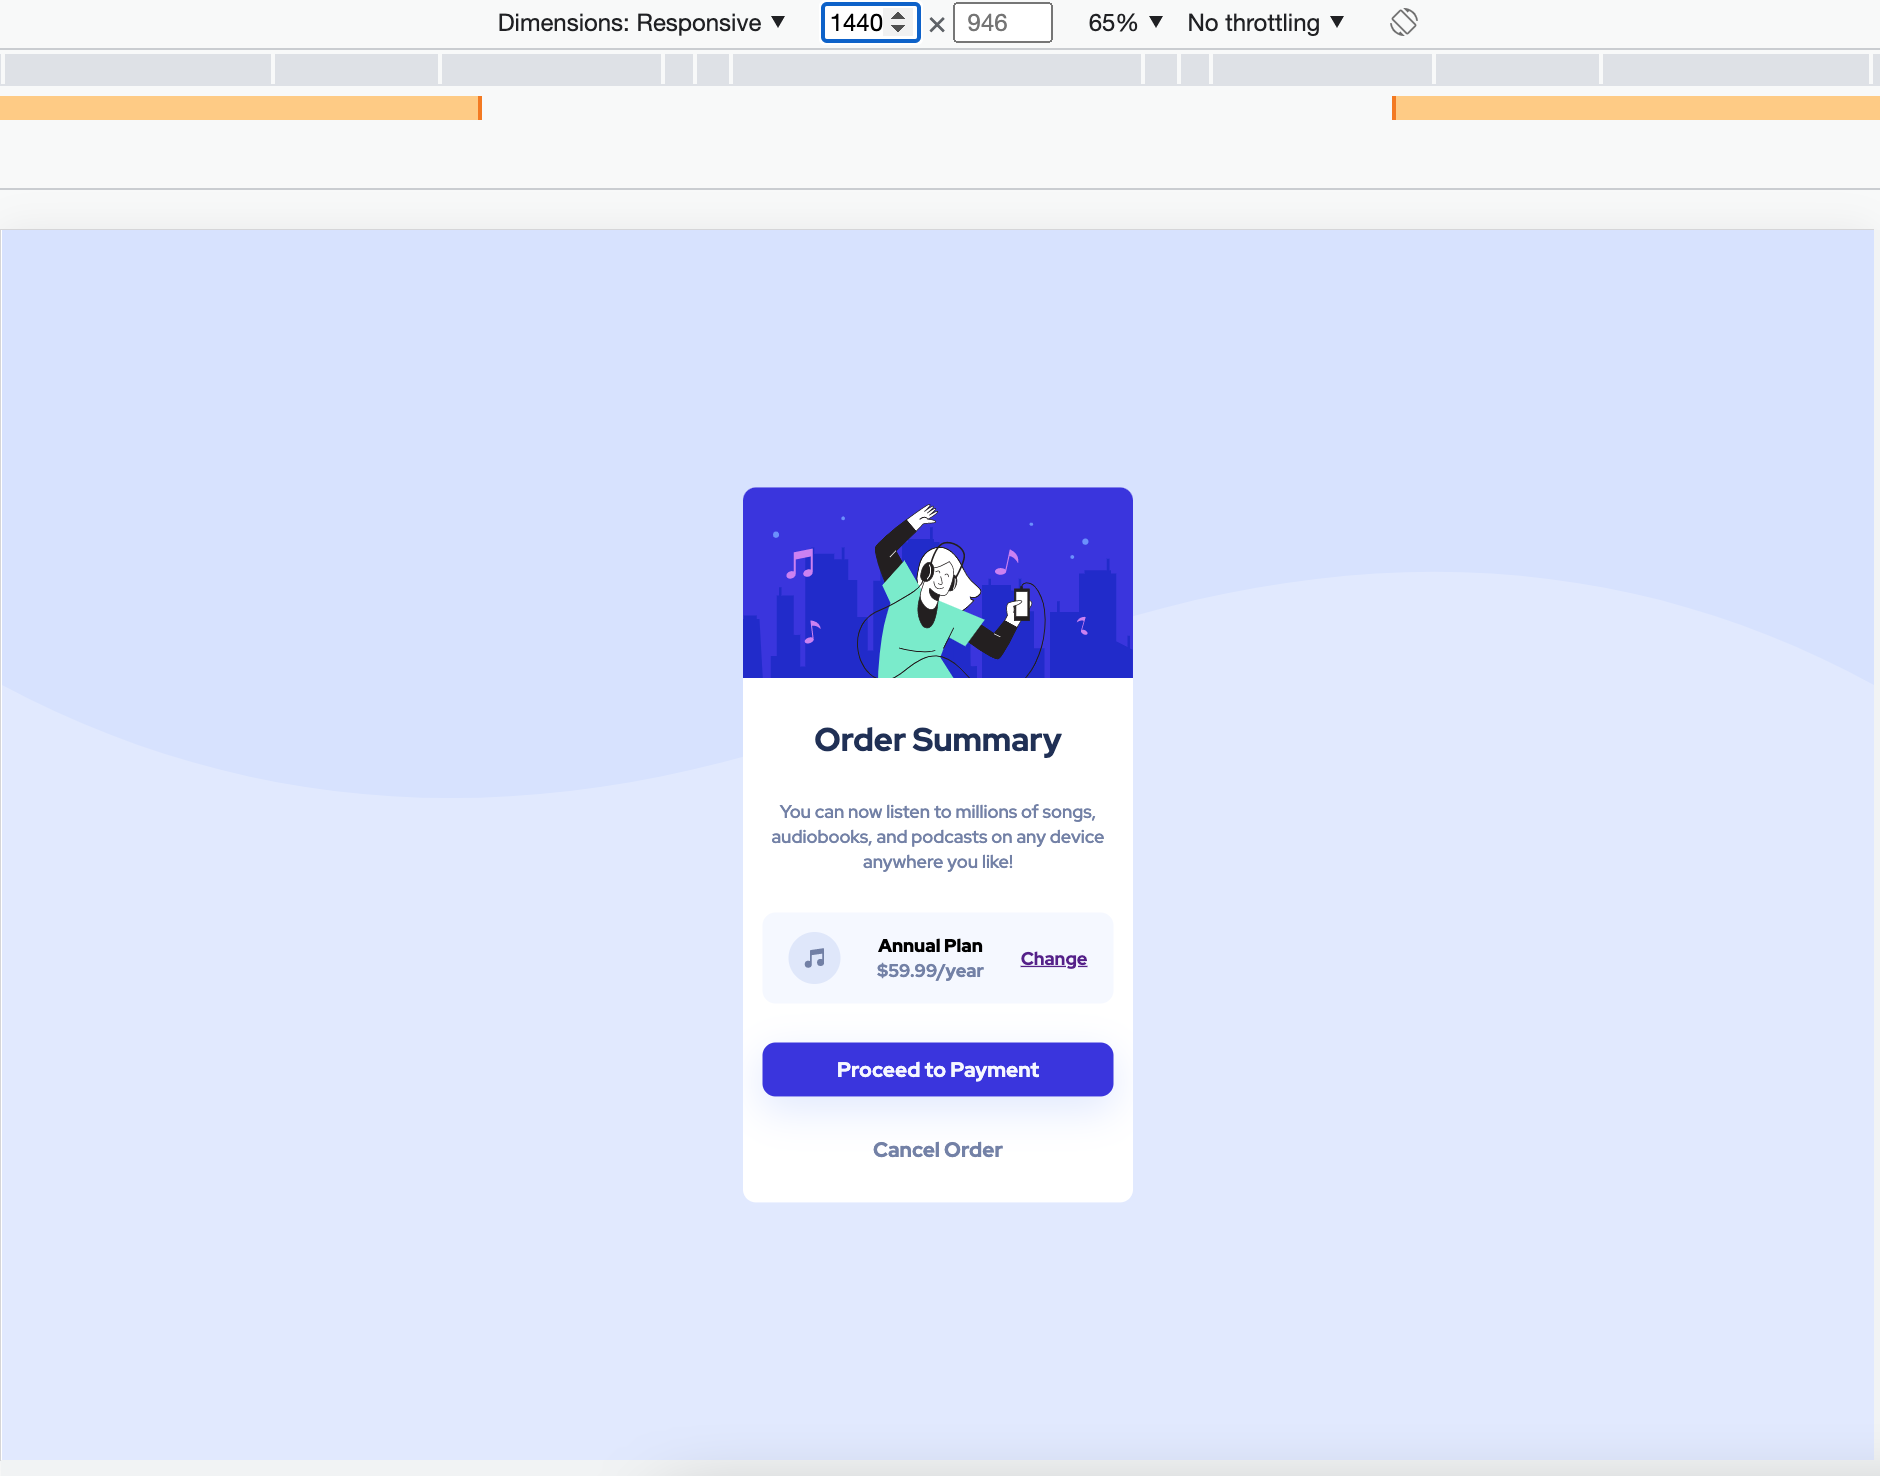 Dimensions: Responsive ▼ 1440 × 946 65% ▼ No throttling ▼
Order Summary
You can now listen to millions of songs,
audiobooks, and podcasts on any device
anywhere you like!
Annual Plan
$59.99/year
Change
Proceed to Payment
Cancel Order